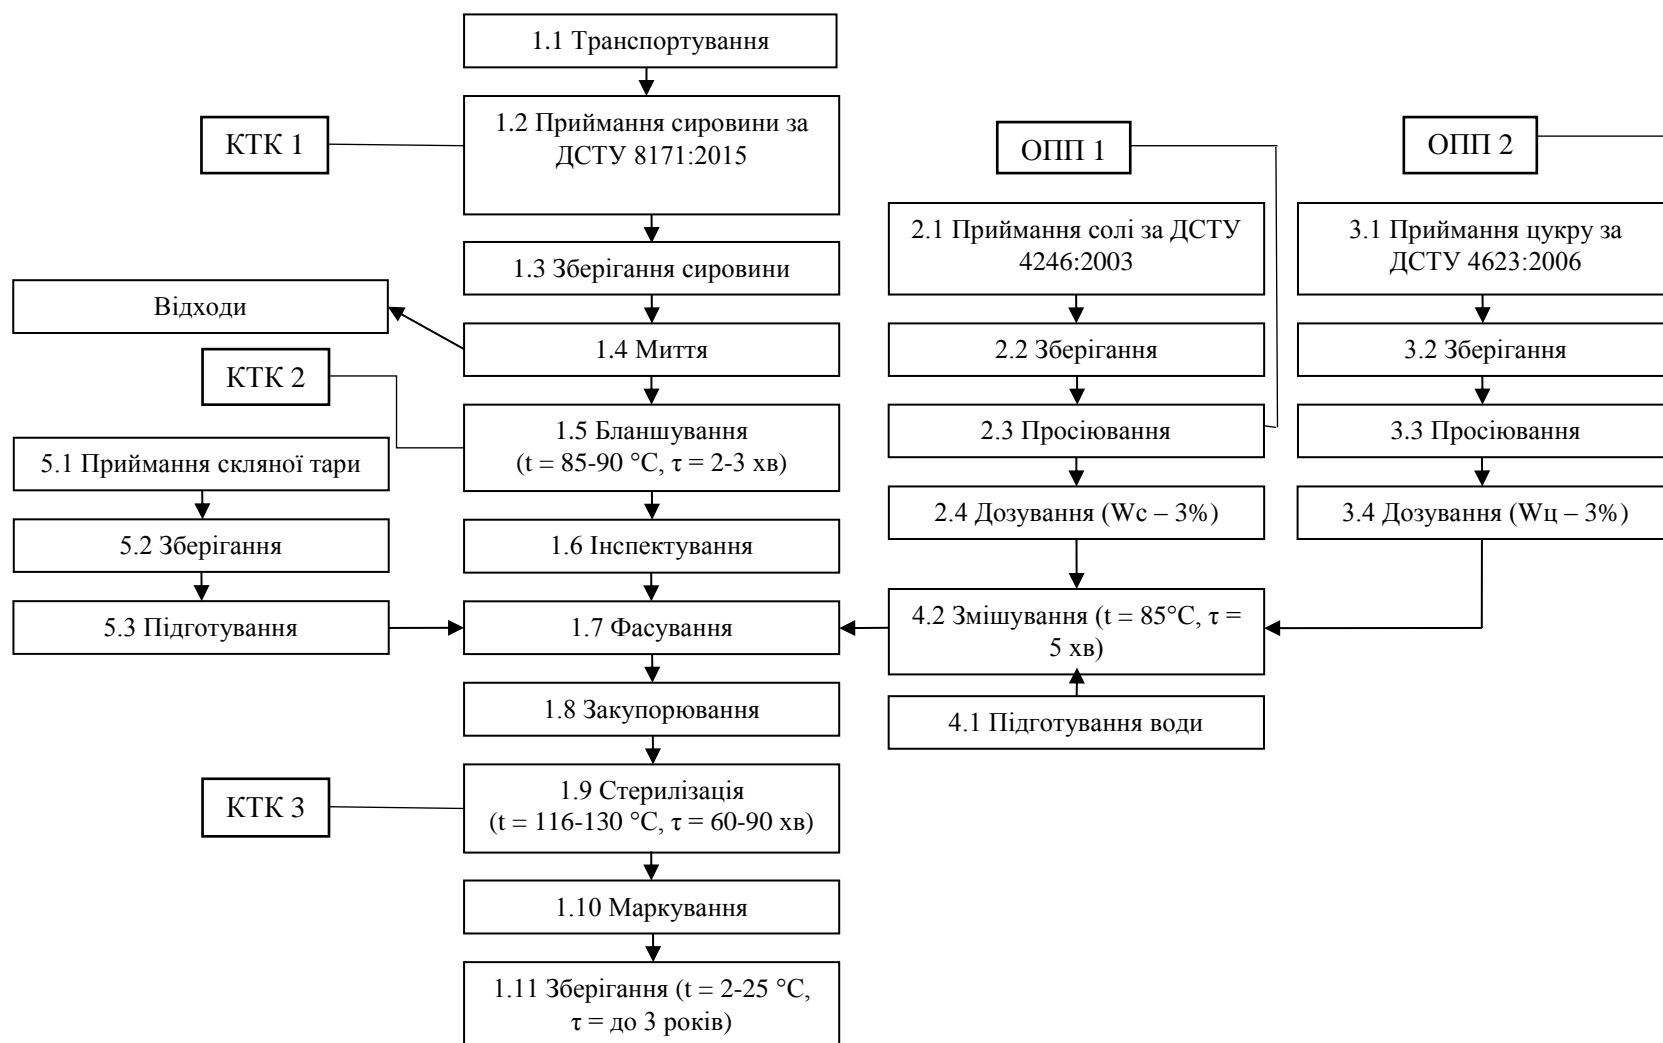 1.1 Транспортування
КТК 1
1.2 Приймання сировини за
ДСТУ 8171:2015
ОПП 1
ОПП 2
2.1 Приймання солі за ДСТУ
4246:2003
3.1 Приймання цукру за
ДСТУ 4623:2006
1.3 Зберігання сировини
Відходи
1.4 Миття
2.2 Зберігання
3.2 Зберігання
КТК 2
1.5 Бланшування
(t = 85-90 °C, τ = 2-3 хв)
2.3 Просіювання
3.3 Просіювання
5.1 Приймання скляної тари
2.4 Дозування (Wс – 3%)
3.4 Дозування (Wц – 3%)
5.2 Зберігання
1.6 Інспектування
5.3 Підготування
1.7 Фасування
4.2 Змішування (t = 85°C, τ =
5 хв)
1.8 Закупорювання
4.1 Підготування води
КТК 3
1.9 Стерилізація
(t = 116-130 °C, τ = 60-90 хв)
1.10 Маркування
1.11 Зберігання (t = 2-25 °C,
τ = до 3 років)